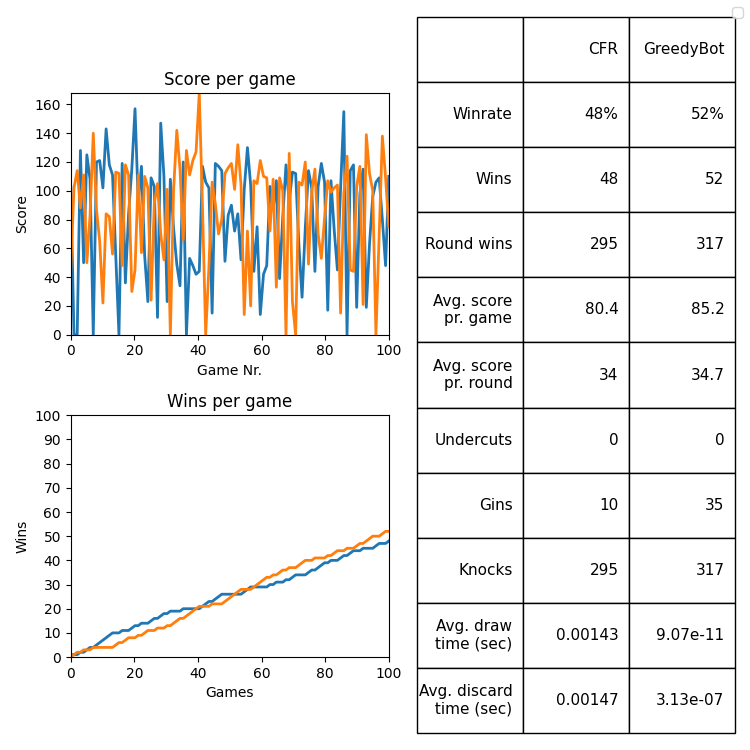 Score per game
160
140
120
100
80
60
40
20
0
Score
0 20 40 60 80 100
Game Nr.
Wins per game
100
90
80
70
60
50
40
30
20
10
0
Wins
0 20 40 60 80 100
Games
CFR GreedyBot
Winrate 48% 52%
Wins 48 52
Round wins 295 317
Avg. score
pr. game 80.4 85.2
Avg. score
pr. round 34 34.7
Undercuts 0 0
Gins 10 35
Knocks 295 317
Avg. draw
time (sec) 0.00143 9.07e-11
Avg. discard
time (sec) 0.00147 3.13e-07